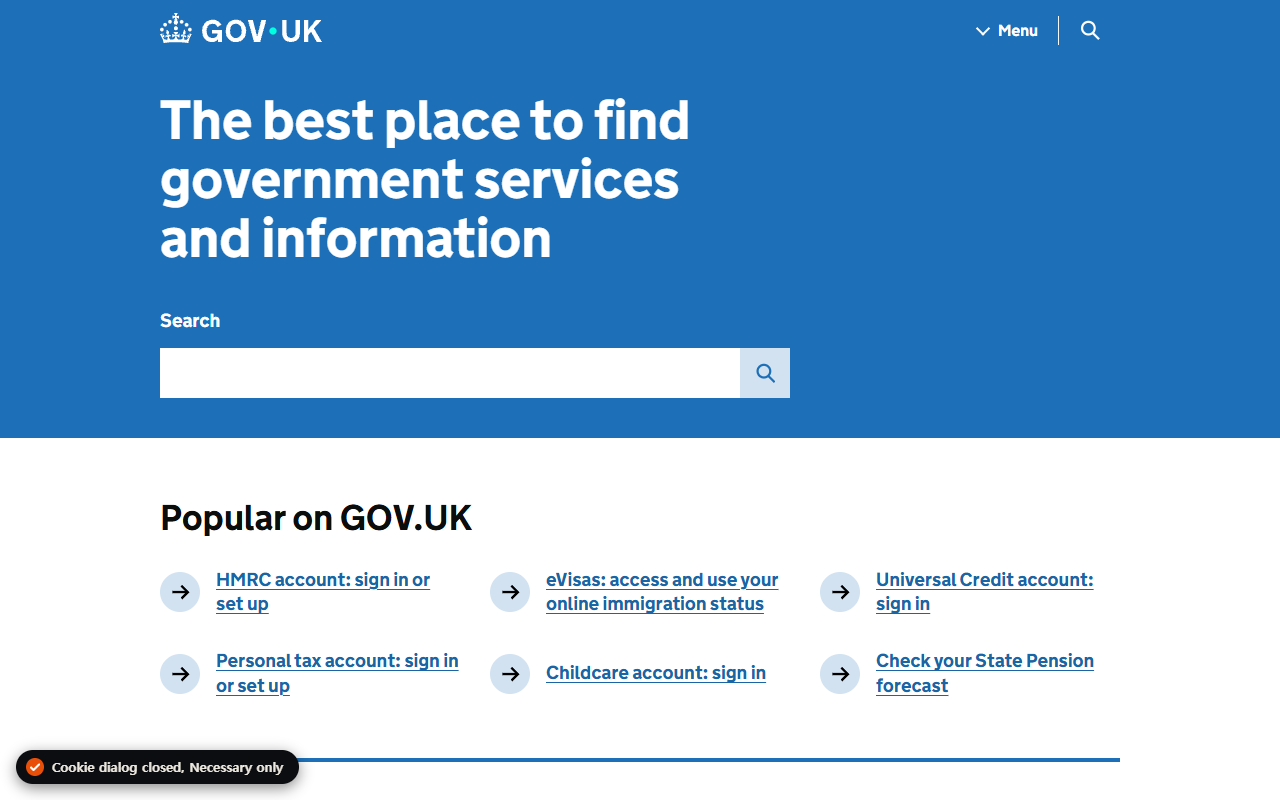 GOV•UK
Menu
The best place to find
government services
and information
Search
Popular on GOV.UK
HMRC account: sign in or
set up
eVisas: access and use your
online immigration status
Universal Credit account:
sign in
Personal tax account: sign in
or set up
Childcare account: sign in
Check your State Pension
forecast
Cookie dialog closed, Necessary only